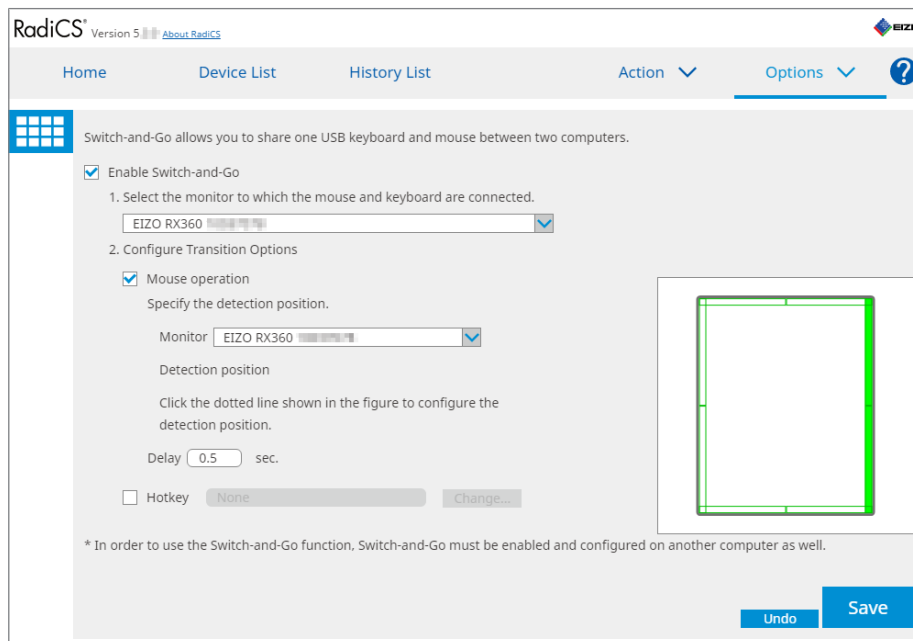 RadiCS® Version 5. About RadiCS
EIZ
Home Device List History List Action Options ?
Switch-and-Go allows you to share one USB keyboard and mouse between two computers.
Enable Switch-and-Go
1. Select the monitor to which the mouse and keyboard are connected.
EIZO RX360
2. Configure Transition Options
Mouse operation
Specify the detection position.
Monitor EIZO RX360
Detection position
Click the dotted line shown in the figure to configure the
detection position.
Delay 0.5 sec.
Hotkey None Change...
* In order to use the Switch-and-Go function, Switch-and-Go must be enabled and configured on another computer as well.
Save
Undo